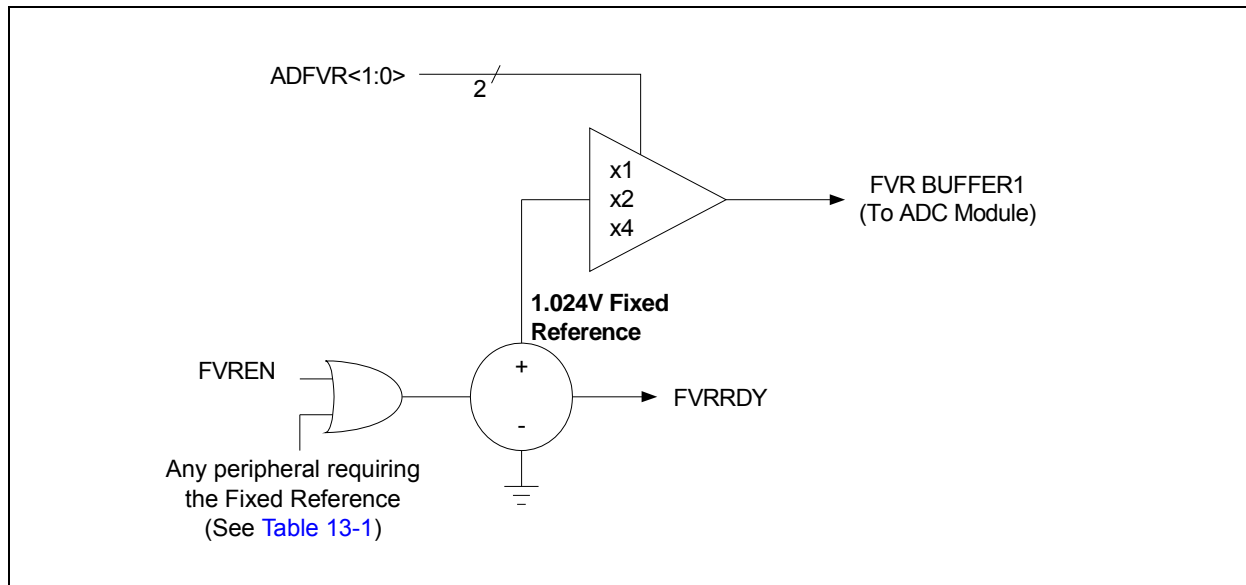 ADFVR<1:0>
2
x1
x2
x4
FVR BUFFER1
(To ADC Module)
1.024V Fixed
Reference
FVREN
+
-
FVRRDY
Any peripheral requiring
the Fixed Reference
(See Table 13-1)